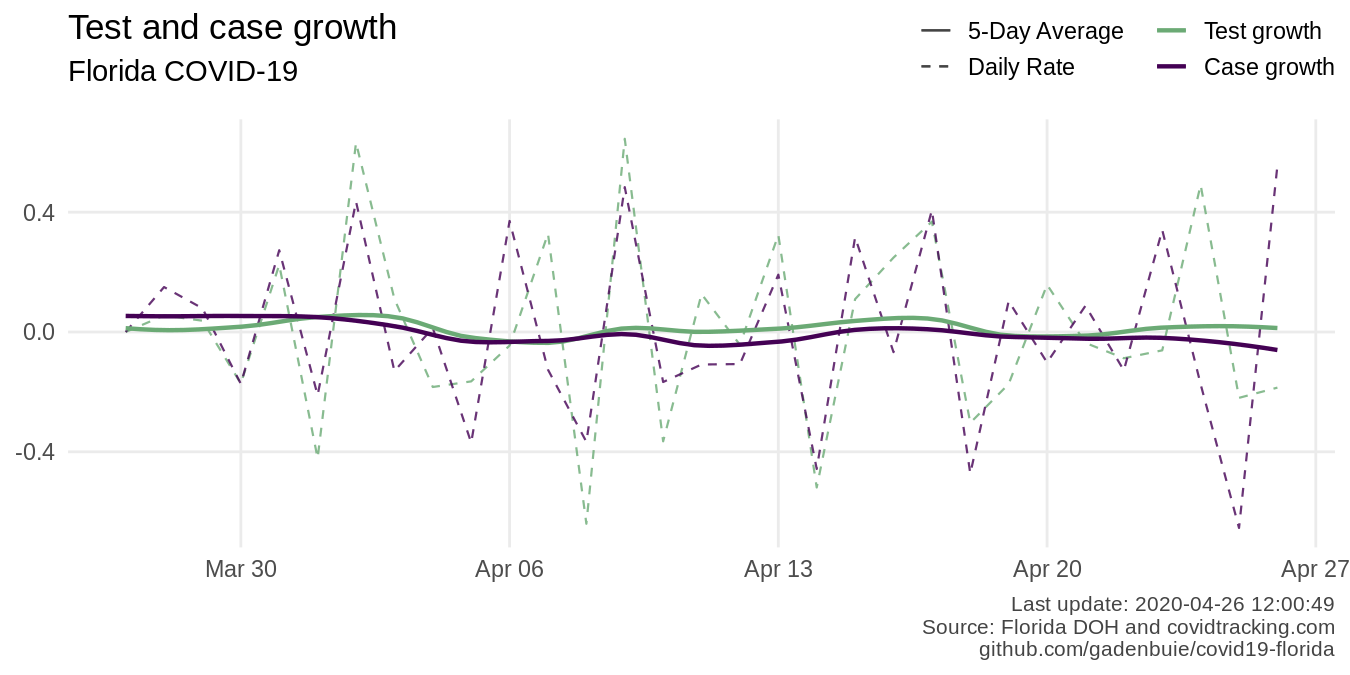 Test and case growth
Florida COVID-19
5-Day Average
Test growth
Daily Rate
Case growth
0.4
0.0
-0.4
Mar 30
Apr 06
Apr 13
Apr 20
Apr 27
Last update: 2020-04-26 12:00:49
Source: Florida DOH and covidtracking.com
github.com/gadenbuie/covid19-florida